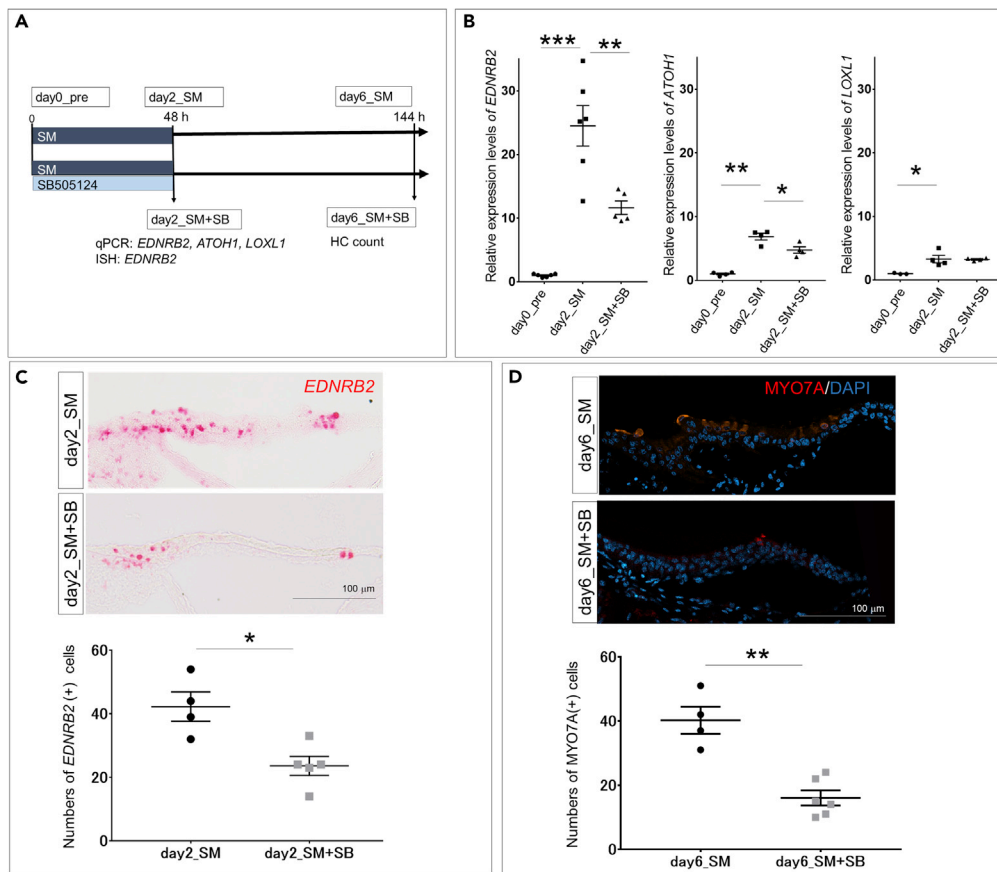 A
day0_pre
day2_SM
day6_SM
0
48 h
144 h
SM
SM
SB505124
day2_SM+SB
day6_SM+SB
qPCR: EDNRB2, ATOH1, LOXL1
HC count
ISH: EDNRB2
B
Relative expression levels of EDNRB2
30
20
10
0
***
**
day0_pre
day2_SM
day2_SM+SB
Relative expression levels of ATOH1
30
20
10
0
**
*
day0_pre
day2_SM
day2_SM+SB
Relative expression levels of LOXL1
30
20
10
0
*
day0_pre
day2_SM
day2_SM+SB
C
day2_SM
EDNRB2
*
day2_SM+SB
100 µm
Numbers of EDNRB2 (+) cells
60
40
20
0
*
day2_SM
day2_SM+SB
D
day6_SM
MYO7A/DAPI
day6_SM+SB
100 µm
Numbers of MYO7A(+) cells
60
40
20
0
**
day6_SM
day6_SM+SB